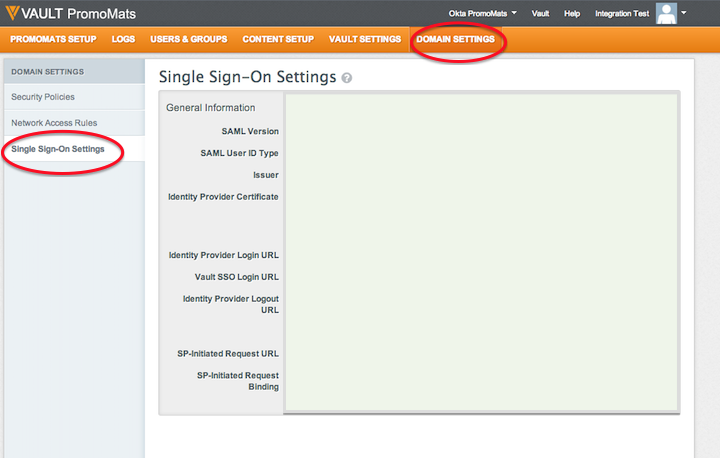 VAULT PromoMats
Okta PromoMats Vault Help Integration Test
PROMOMATS SETUP LOGS USERS & GROUPS CONTENT SETUP VAULT SETTINGS DOMAIN SETTINGS
DOMAIN SETTINGS
Security Policies
Network Access Rules
Single Sign-On Settings
Single Sign-On Settings ?
General Information
SAML Version
SAML User ID Type
Issuer
Identity Provider Certificate
Identity Provider Login URL
Vault SSO Login URL
Identity Provider Logout
URL
SP-Initiated Request URL
SP-Initiated Request
Binding